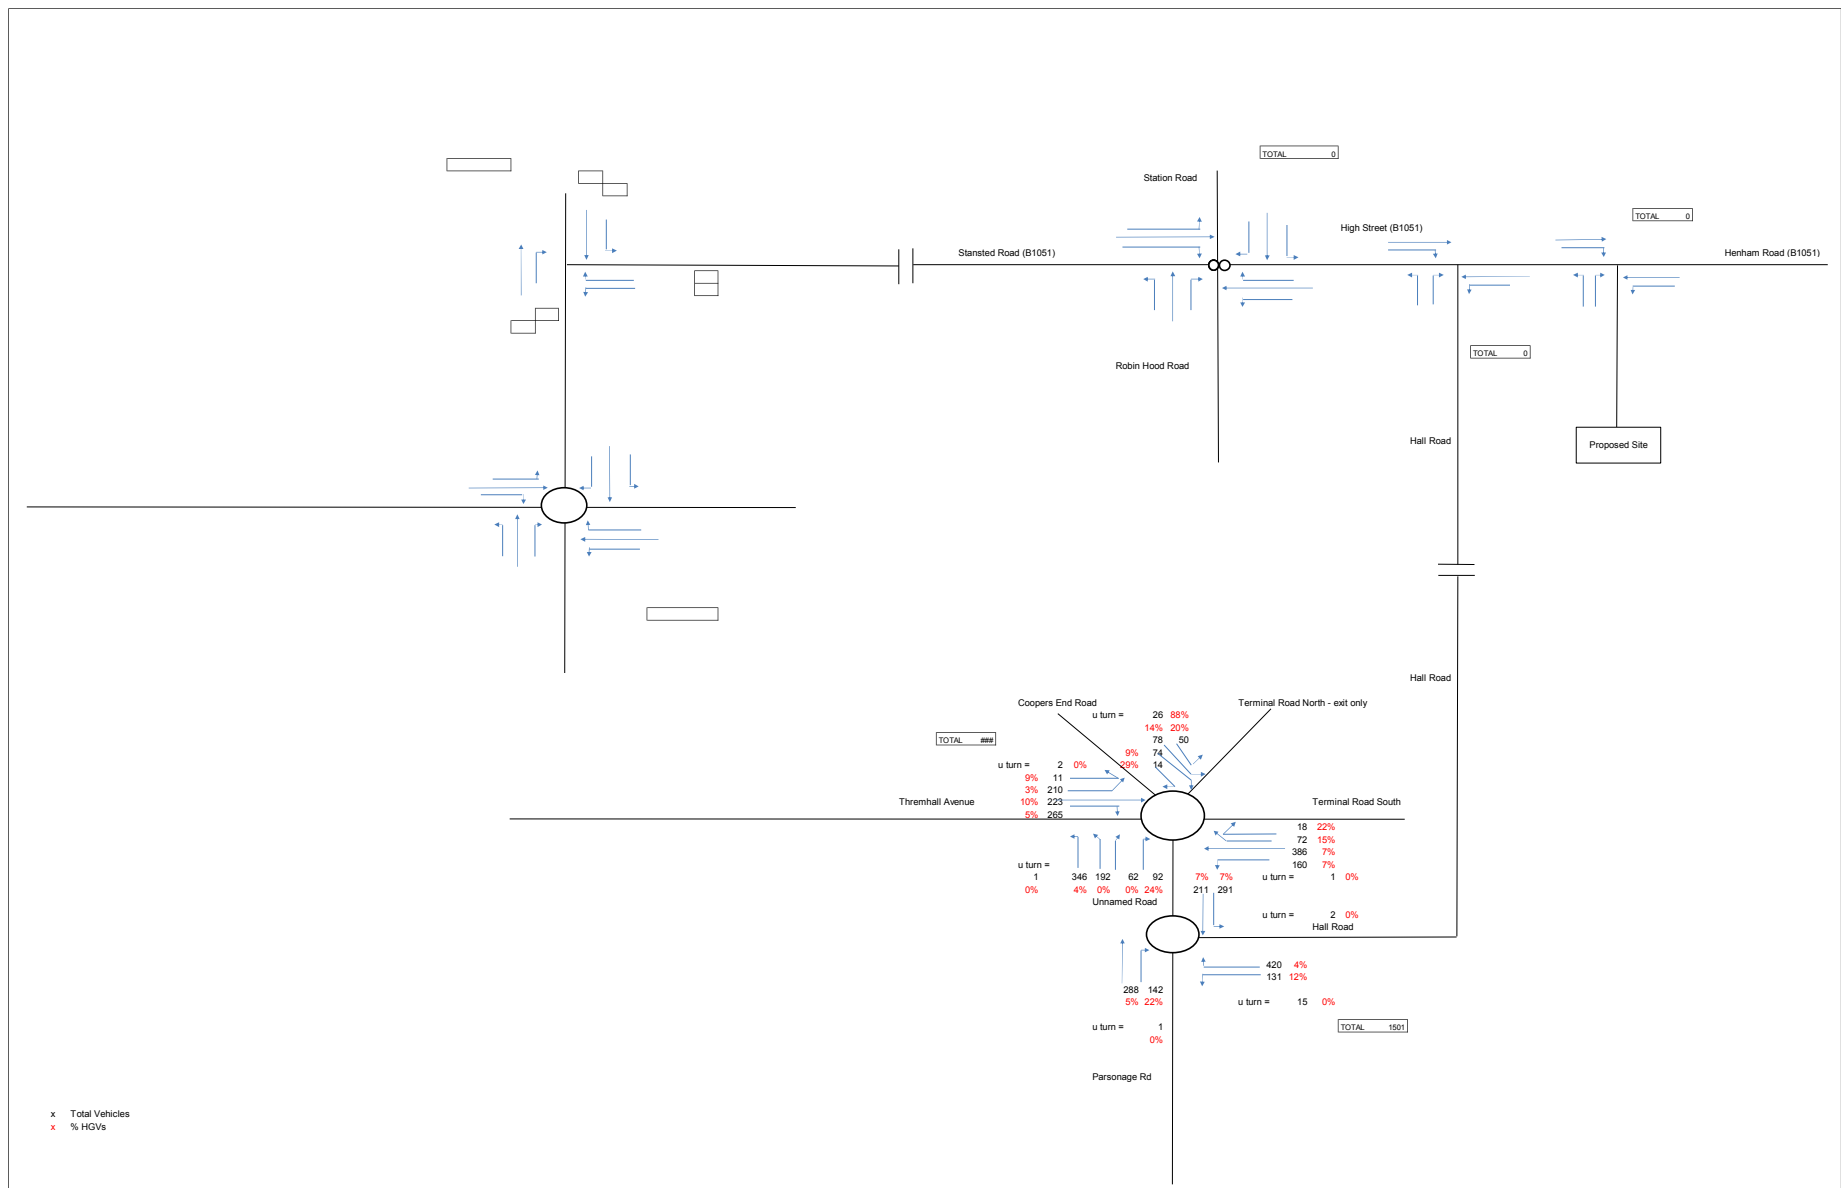 TOTAL 0
Station Road
TOTAL 0
High Street (B1051)
Stansted Road (B1051)
Henham Road (B1051)
TOTAL 0
Robin Hood Road
Hall Road
Proposed Site
Hall Road
Coopers End Road
Terminal Road North - exit only
u turn = 26 88%
14% 20%
TOTAL ###
78 50
9% 74
u turn = 2 0% 29% 14
9% 11
3% 210
Thremhall Avenue 10% 223 Terminal Road South
5% 265
18 22%
72 15%
386 7%
160 7%
u turn =
1 346 192 62 92 7% 7% u turn = 1 0%
0% 4% 0% 0% 24% 211 291
Unnamed Road
u turn = 2 0%
Hall Road
420 4%
131 12%
288 142
5% 22% u turn = 15 0%
u turn = 1
0%
TOTAL 1501
Parsonage Rd
x Total Vehicles
x % HGVs